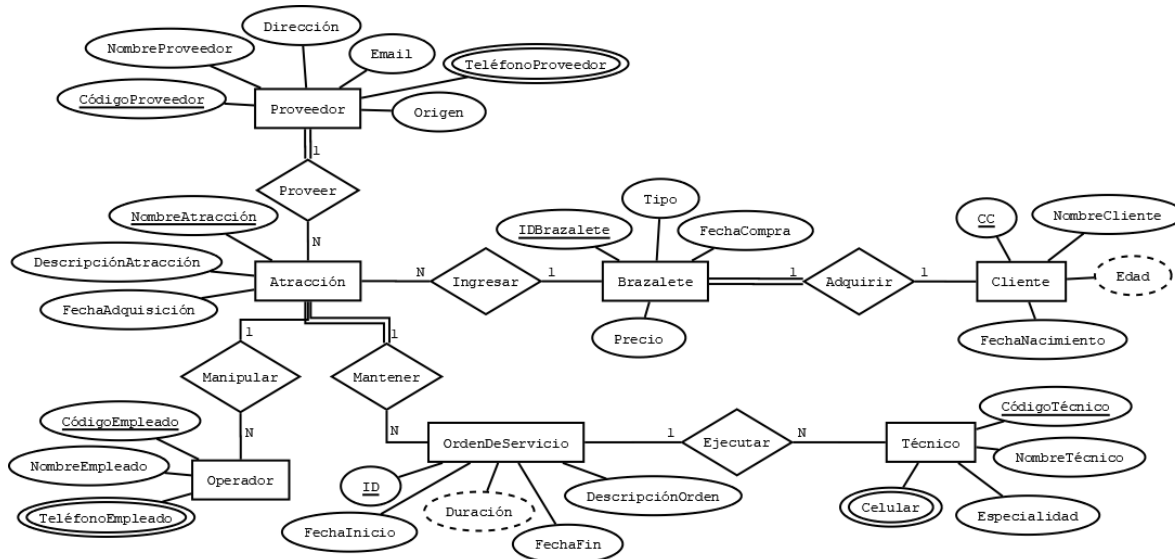 Dirección
NombreProveedor
Email
TeléfonoProveedor
CódigoProveedor
Proveedor
Origen
1
Proveer
N
NombreAtracción
DescripciónAtracción
FechaAdquisición
Atracción
N
Ingresar
1
Tipo
IDBrazalete
FechaCompra
Brazalete
Precio
1
Adquirir
1
CC
NombreCliente
Cliente
Edad
FechaNacimiento
1
Manipular
N
1
Mantener
N
CódigoEmpleado
NombreEmpleado
Operador
TeléfonoEmpleado
OrdenDeServicio
ID
FechaInicio
Duración
FechaFin
DescripciónOrden
1
Ejecutar
N
CódigoTécnico
Técnico
NombreTécnico
Celular
Especialidad